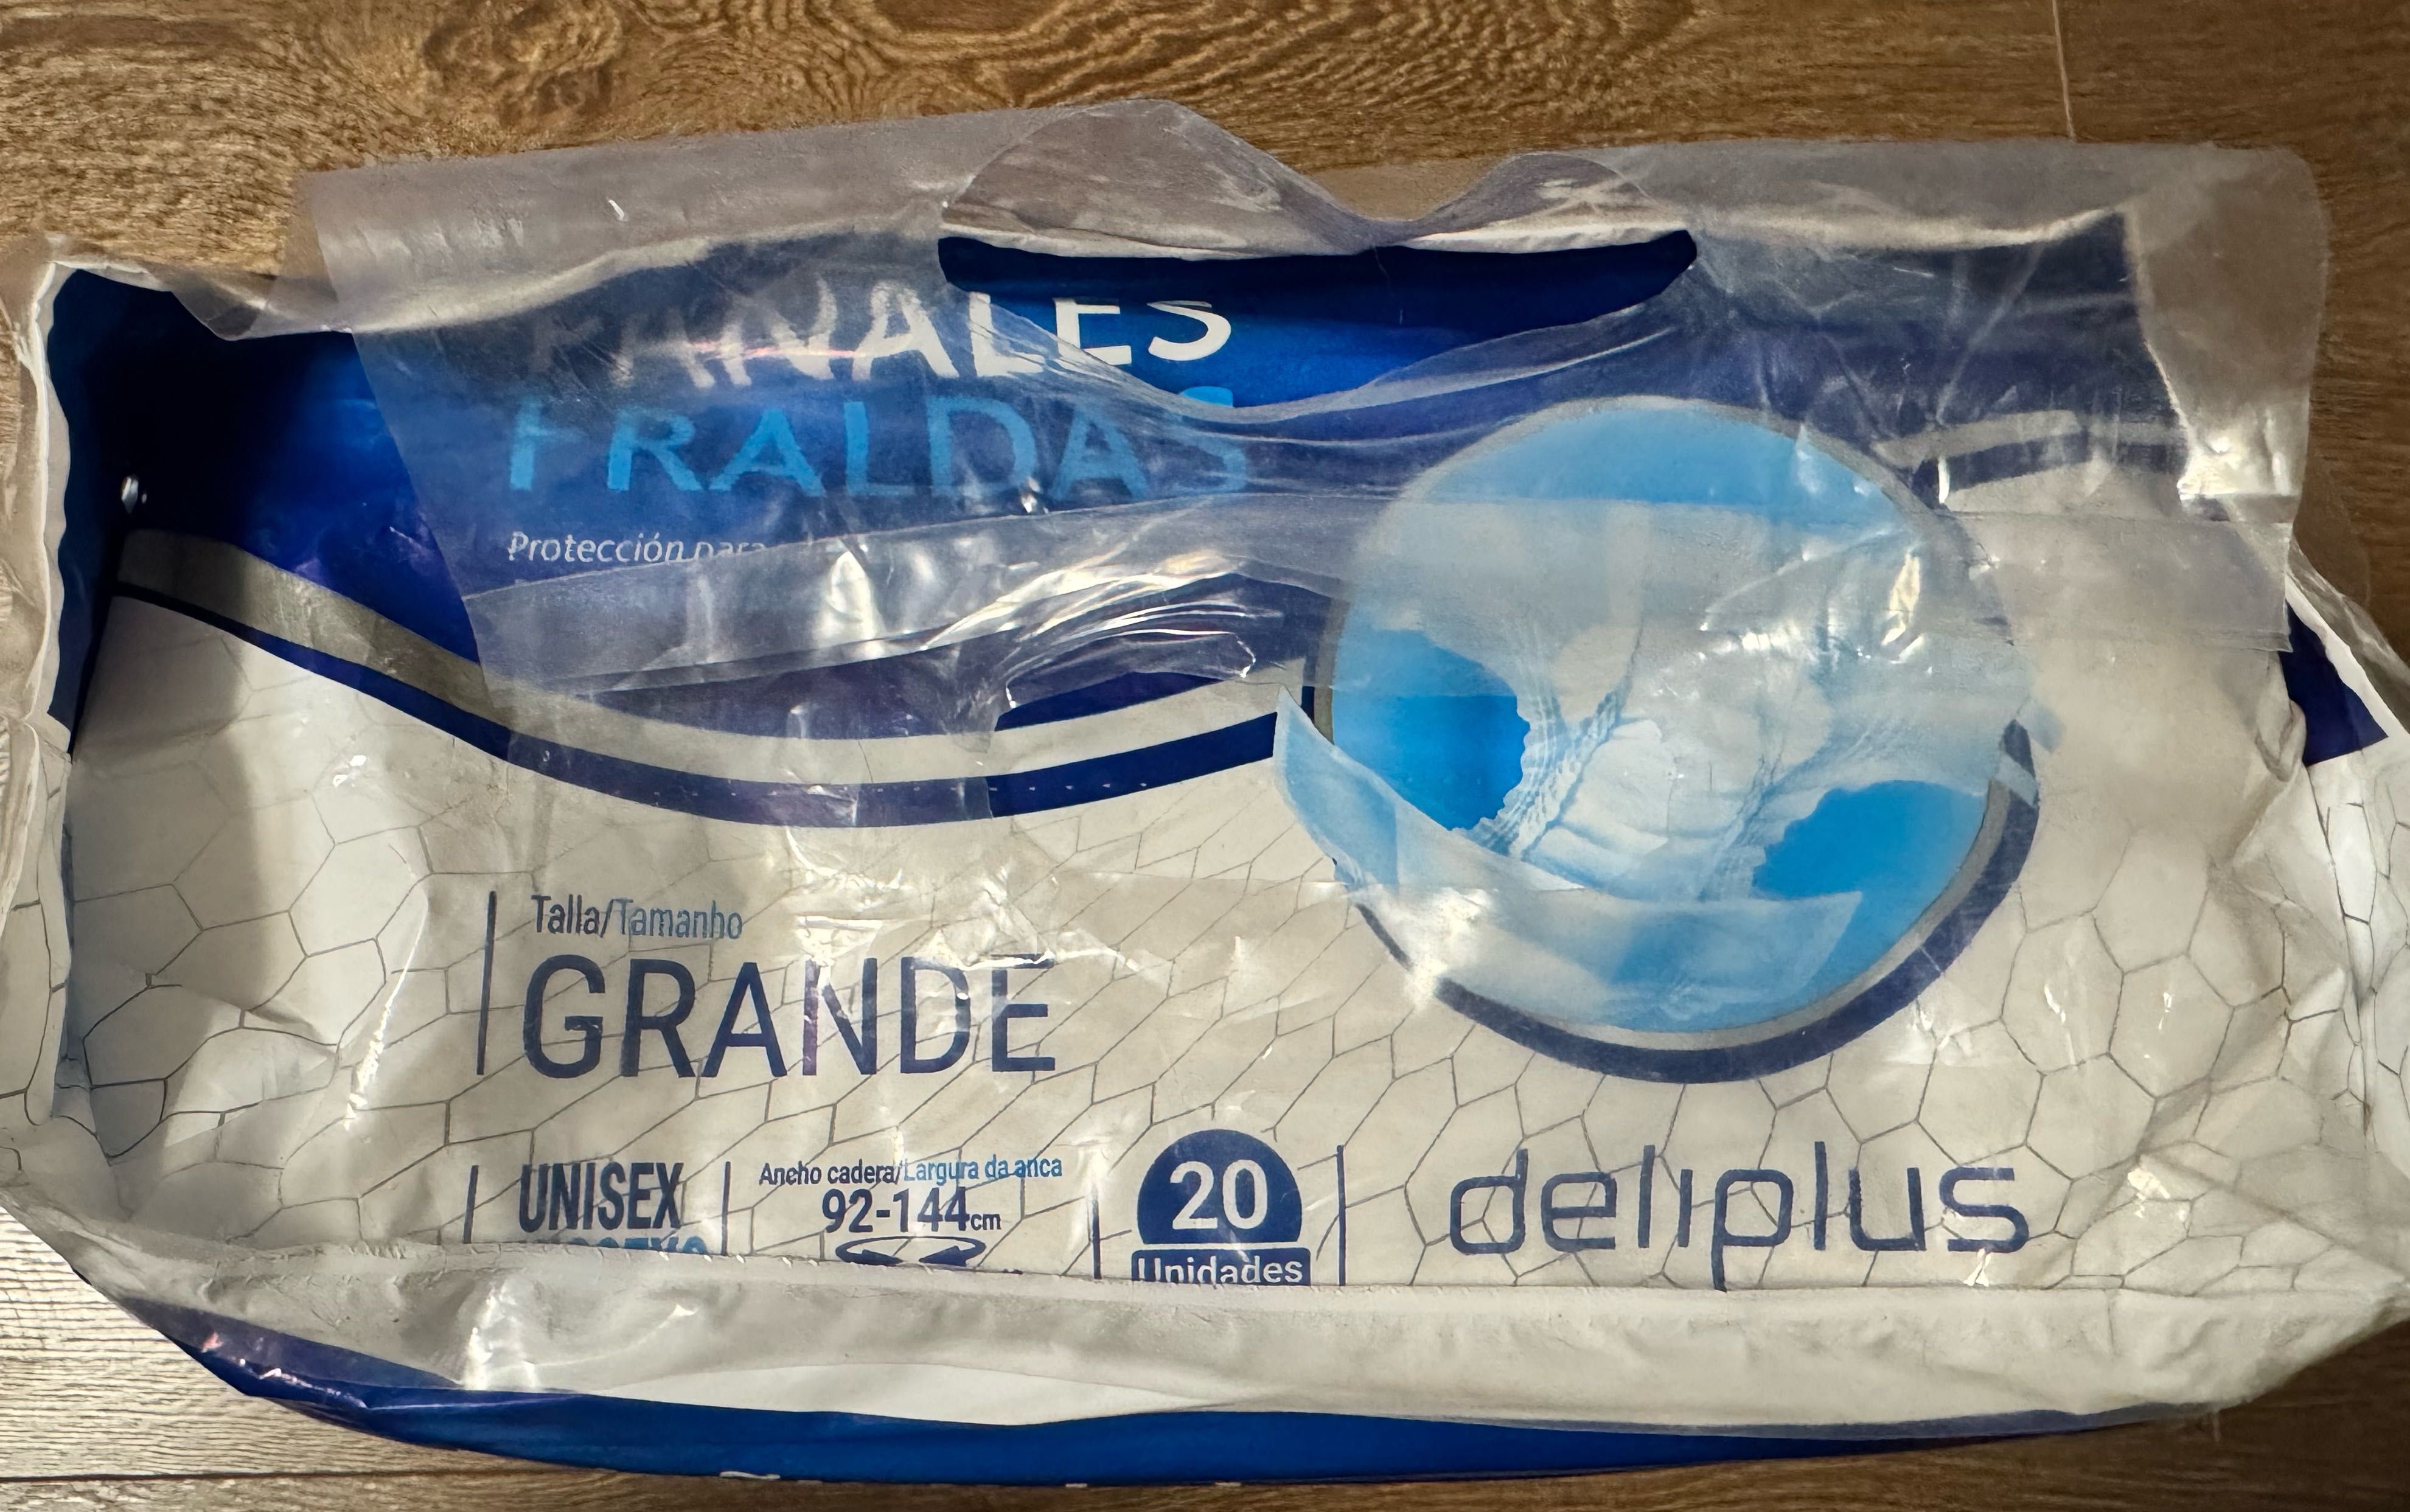 PAÑALES
FRALDAS
Protección para
Talla/Tamanho
GRANDE
UNISEX
Ancho cadera/Largura da anca
92-144cm
20
Unidades
deliplus